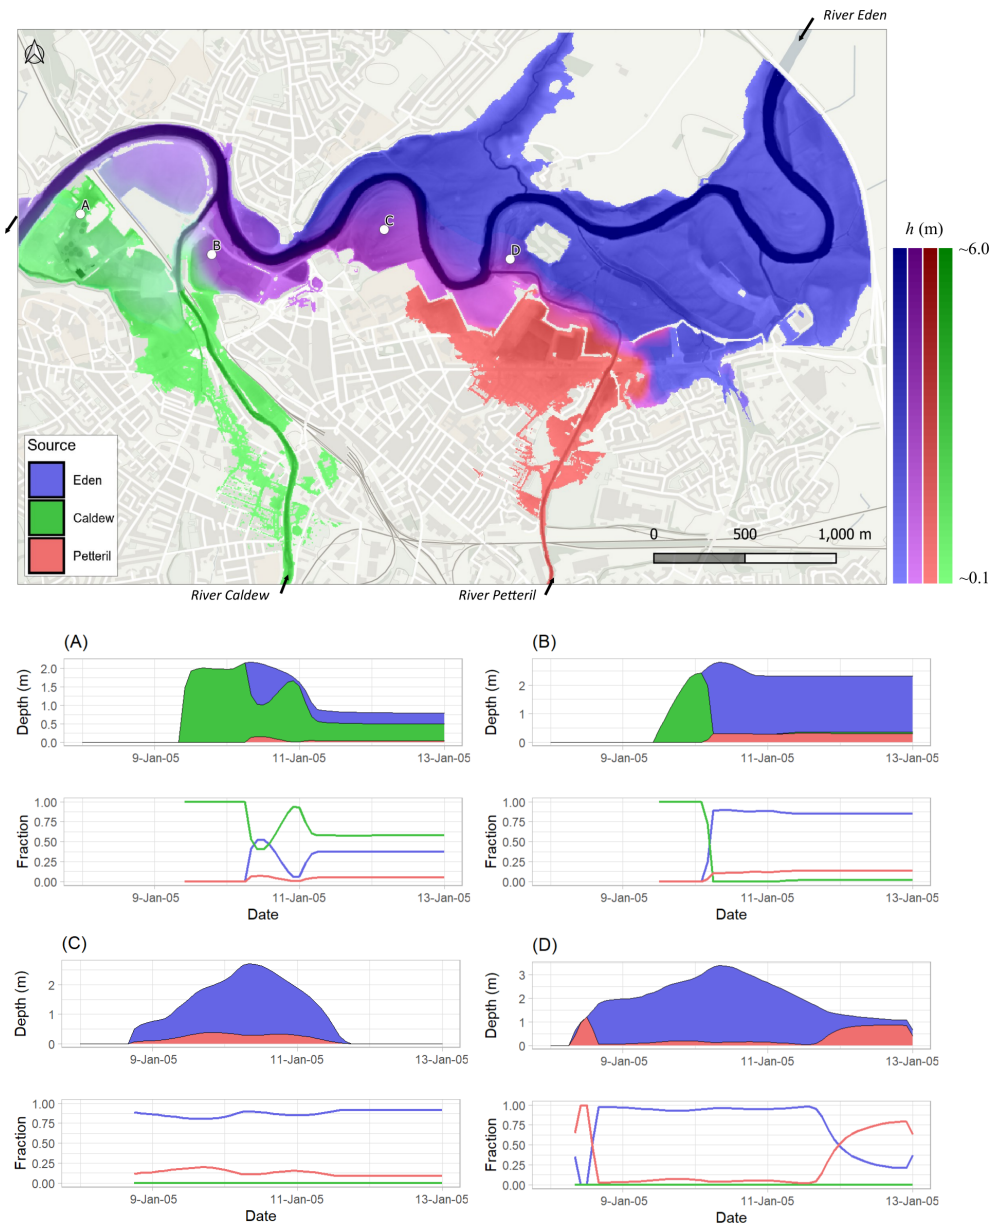 River Eden
A
B
C
D
h (m)
~6.0
~0.1
Source
Eden
Caldew
Petteril
0 500 1,000 m
River Caldew
River Petteril
(A)
Depth (m)
2.0
1.5
1.0
0.5
0.0
9-Jan-05 11-Jan-05 13-Jan-05
Fraction
1.00
0.75
0.50
0.25
0.00
9-Jan-05 11-Jan-05 13-Jan-05
Date
(B)
Depth (m)
2
1
0
9-Jan-05 11-Jan-05 13-Jan-05
Fraction
1.00
0.75
0.50
0.25
0.00
9-Jan-05 11-Jan-05 13-Jan-05
Date
(C)
Depth (m)
2
1
0
9-Jan-05 11-Jan-05 13-Jan-05
Fraction
1.00
0.75
0.50
0.25
0.00
9-Jan-05 11-Jan-05 13-Jan-05
Date
(D)
Depth (m)
3
2
1
0
9-Jan-05 11-Jan-05 13-Jan-05
Fraction
1.00
0.75
0.50
0.25
0.00
9-Jan-05 11-Jan-05 13-Jan-05
Date